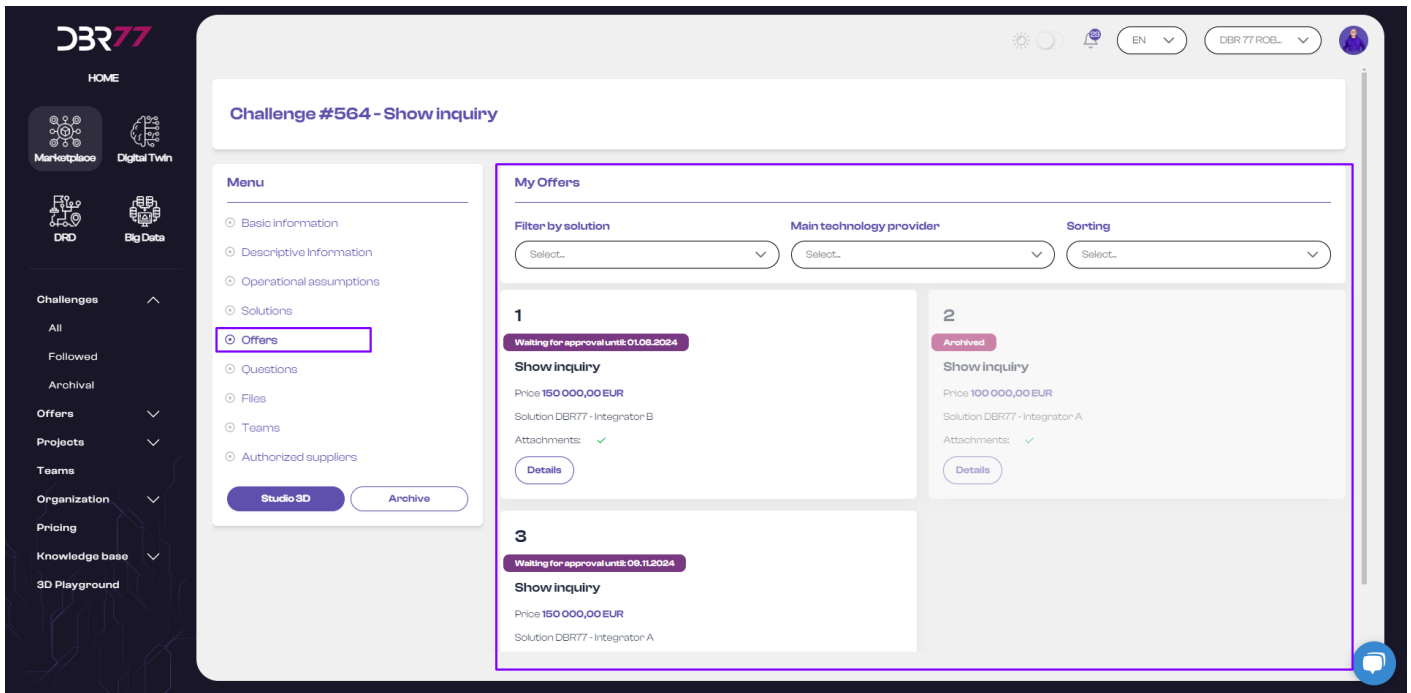 DBR77
HOME
Marketplace
Digital Twin
DRD
Big Data
Challenges
All
Followed
Archival
Offers
Projects
Teams
Organization
Pricing
Knowledge base
3D Playground
29
EN
DBR 77 ROB...
Challenge #564 - Show inquiry
Menu
Basic information
Descriptive Information
Operational assumptions
Solutions
Offers
Questions
Files
Teams
Authorized suppliers
Studio 3D
Archive
My Offers
Filter by solution
Main technology provider
Sorting
Select...
Select...
Select...
1
Waiting for approval until: 01.08.2024
Show inquiry
Price 150 000,00 EUR
Solution DBR77 - Integrator B
Attachments:
Details
2
Archived
Show inquiry
Price 100 000,00 EUR
Solution DBR77 - Integrator A
Attachments:
Details
3
Waiting for approval until: 09.11.2024
Show inquiry
Price 150 000,00 EUR
Solution DBR77 - Integrator A